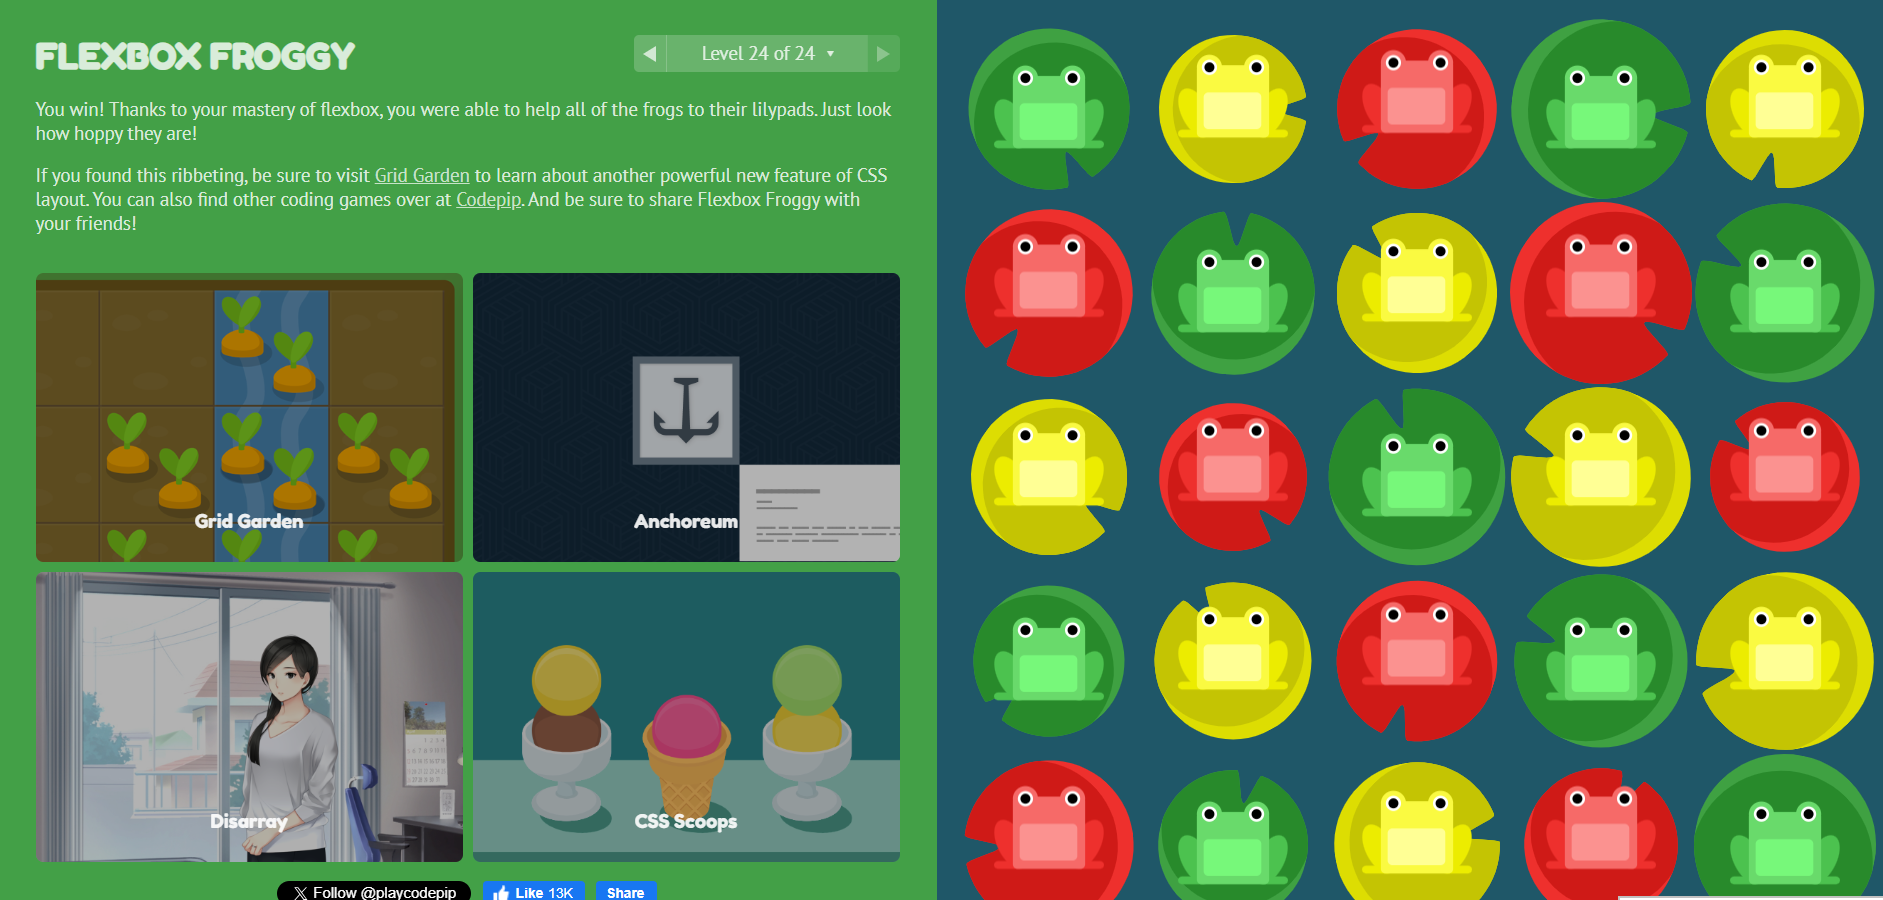 FLEXBOX FROGGY
Level 24 of 24
You win! Thanks to your mastery of flexbox, you were able to help all of the frogs to their lilypads. Just look
how hoppy they are!
If you found this ribbeting, be sure to visit Grid Garden to learn about another powerful new feature of CSS
layout. You can also find other coding games over at Codepip. And be sure to share Flexbox Froggy with
your friends!
Grid Garden
Anchoreum
Disarray
CSS Scoops
Follow @playcodepip
Like 13K
Share